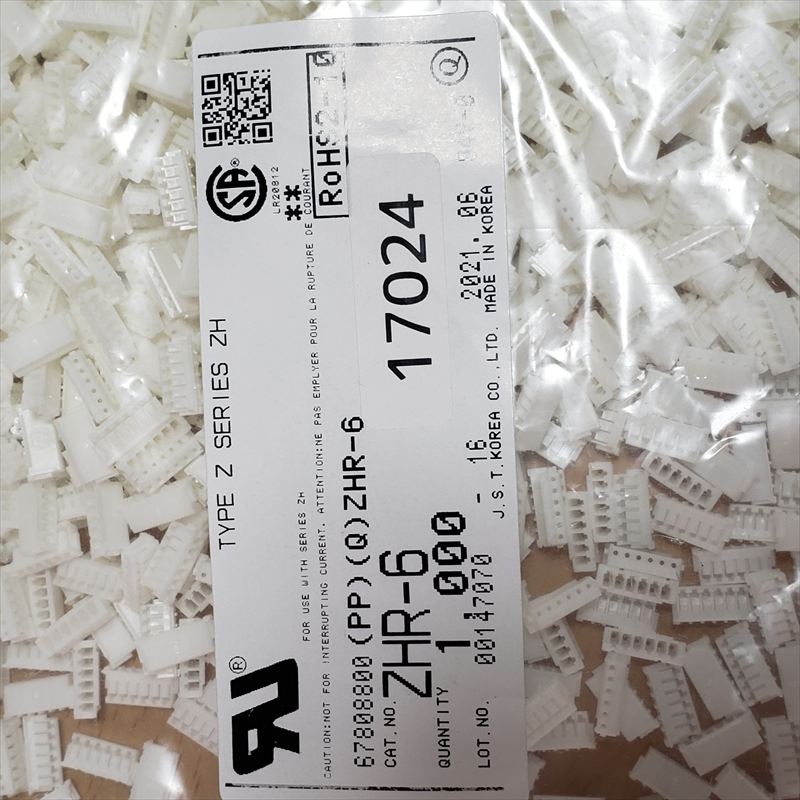 TYPE Z SERIES ZH
LR20812
**
FOR USE WITH SERIES ZH
CAUTION:NOT FOR INTERRUPTING CURRENT. ATTENTION:NE PAS EMPLYER POUR LA RUPTURE DE COURANT
RoHS2-10
67808800(PP)(Q)ZHR-6
17024
CAT.NO. ZHR-6
QUANTITY 1 000
Q
LOT.NO. 00147070 - 16 2021.06
J.S.T.KOREA CO.,LTD. MADE IN KOREA